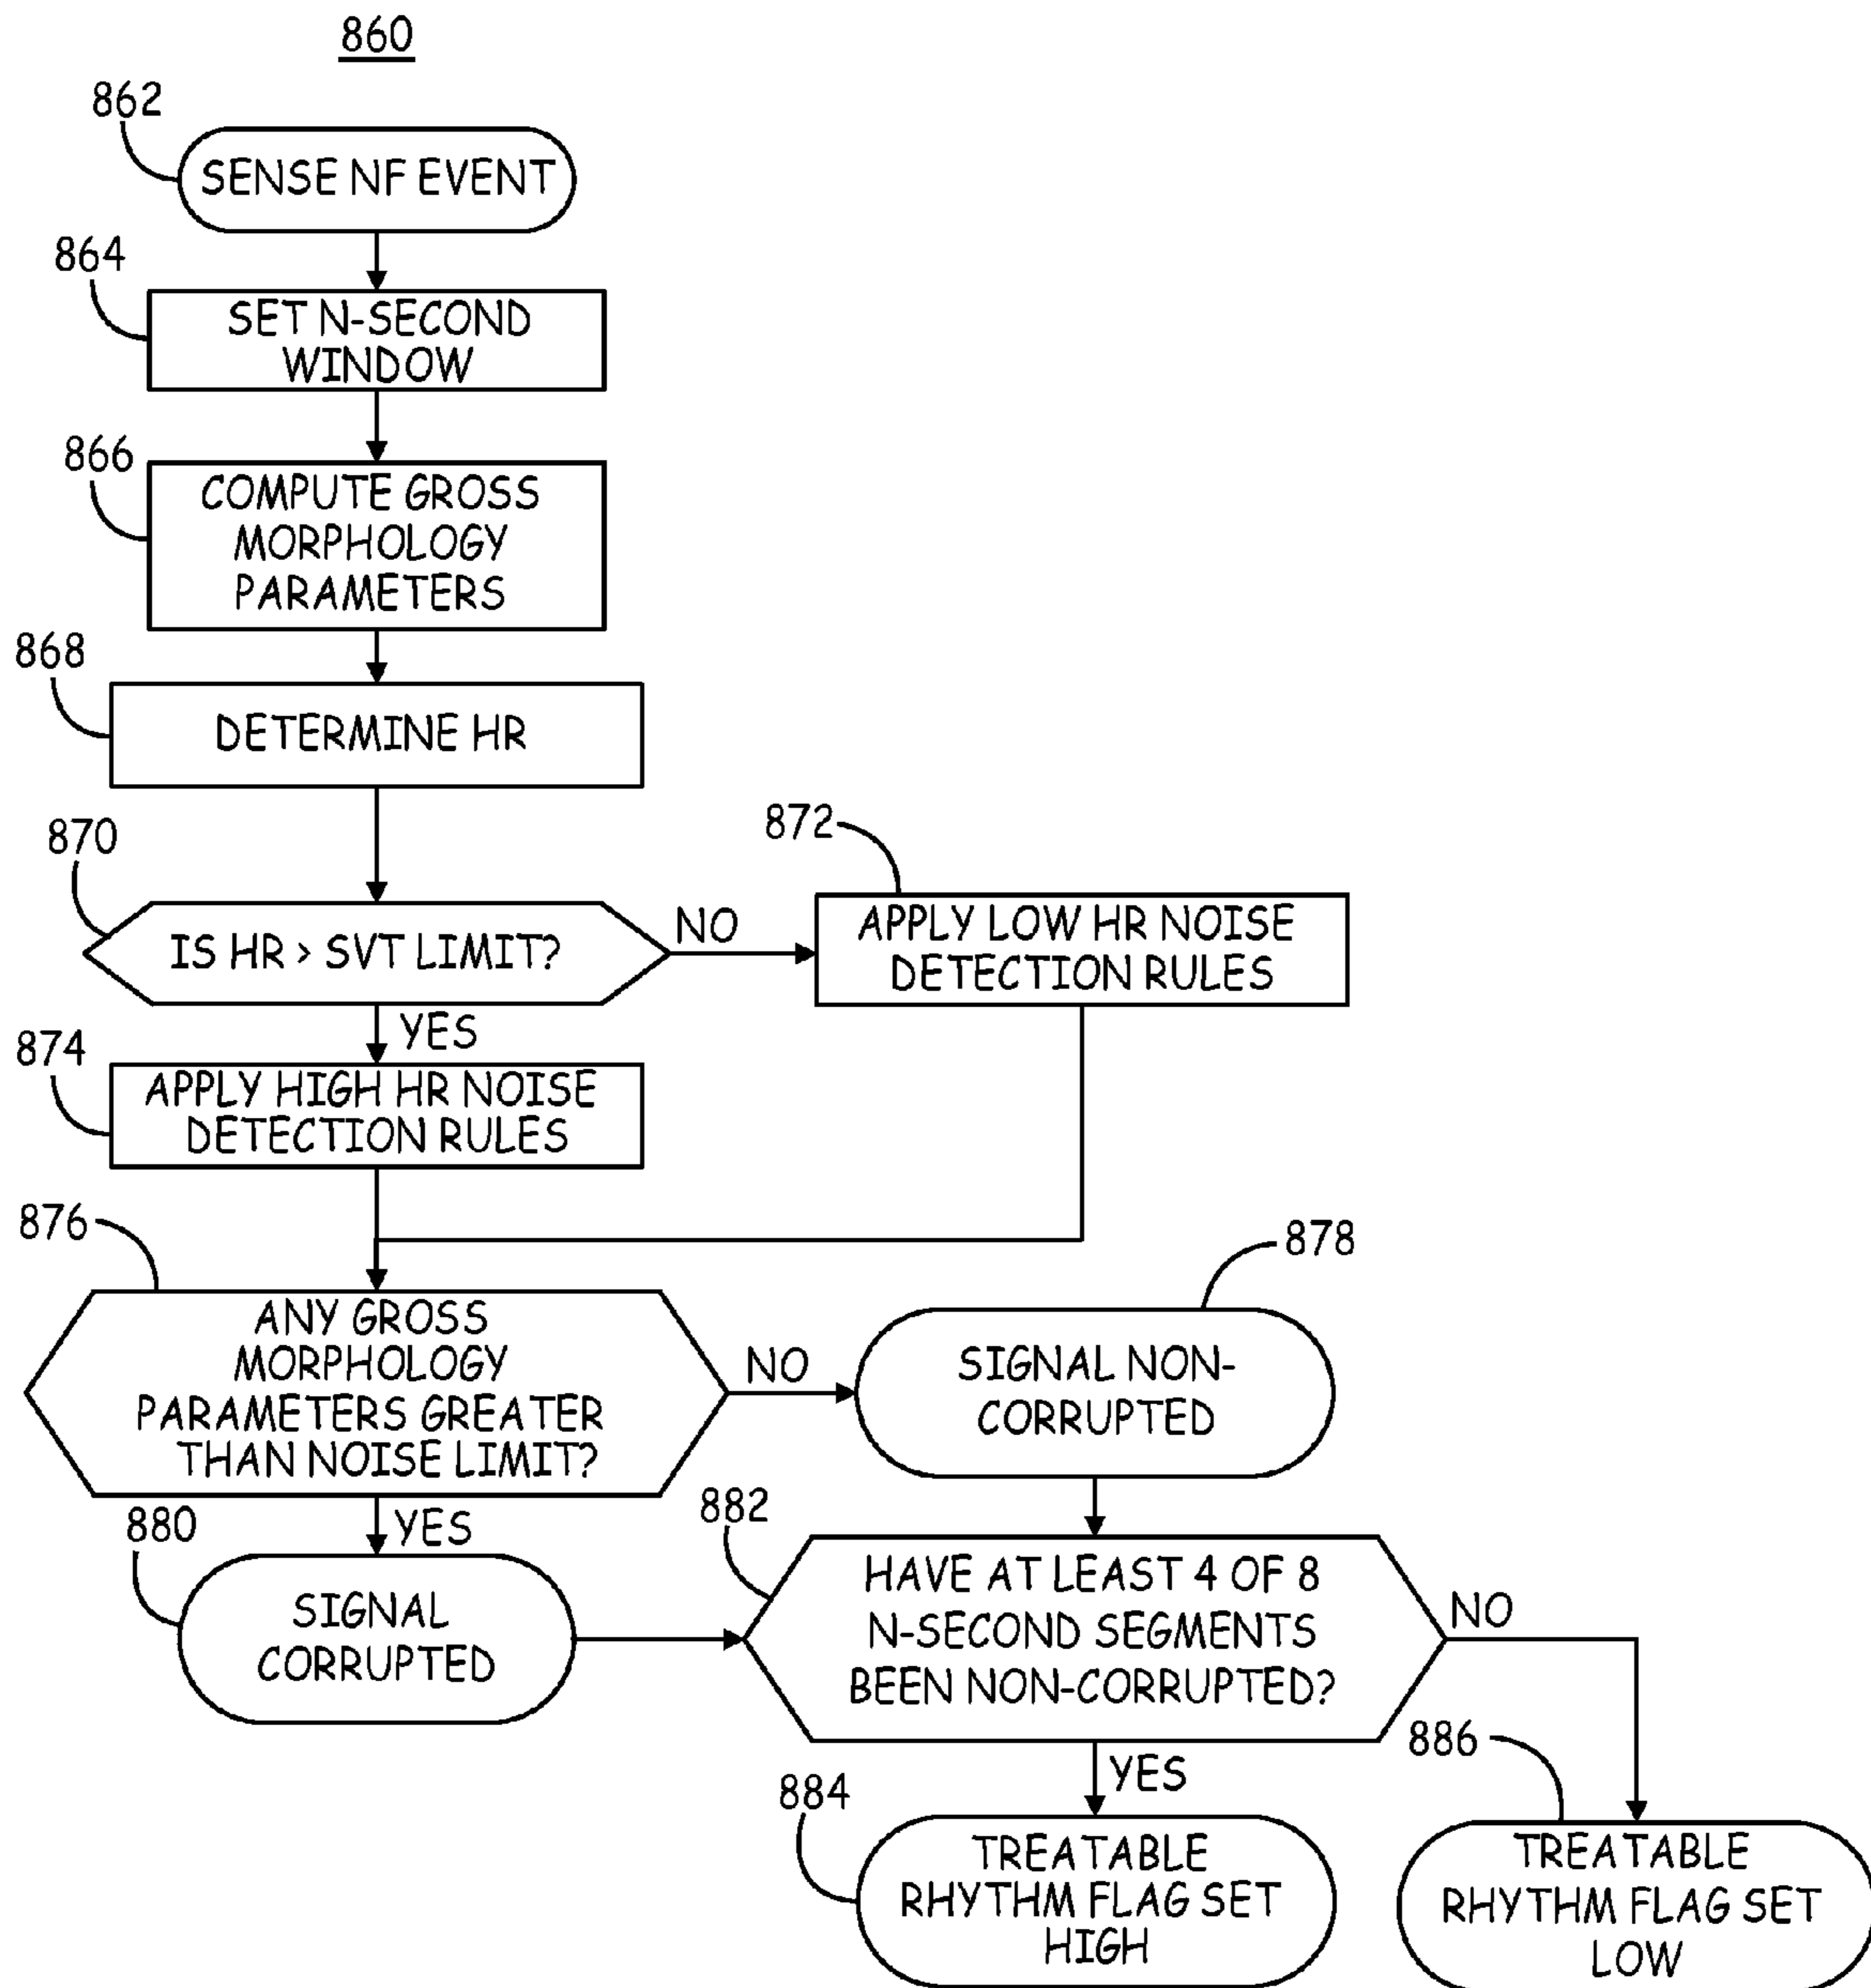 860
862
SENSE NF EVENT
864
SET N-SECOND
WINDOW
866
COMPUTE GROSS
MORPHOLOGY
PARAMETERS
868
DETERMINE HR
870
IS HR > SVT LIMIT?
NO
872
APPLY LOW HR NOISE
DETECTION RULES
YES
874
APPLY HIGH HR NOISE
DETECTION RULES
876
ANY GROSS
MORPHOLOGY
PARAMETERS GREATER
THAN NOISE LIMIT?
NO
878
SIGNAL NON-
CORRUPTED
YES
880
SIGNAL
CORRUPTED
882
HAVE AT LEAST 4 OF 8
N-SECOND SEGMENTS
BEEN NON-CORRUPTED?
NO
YES
884
TREATABLE
RHYTHM FLAG SET
HIGH
886
TREATABLE
RHYTHM FLAG SET
LOW